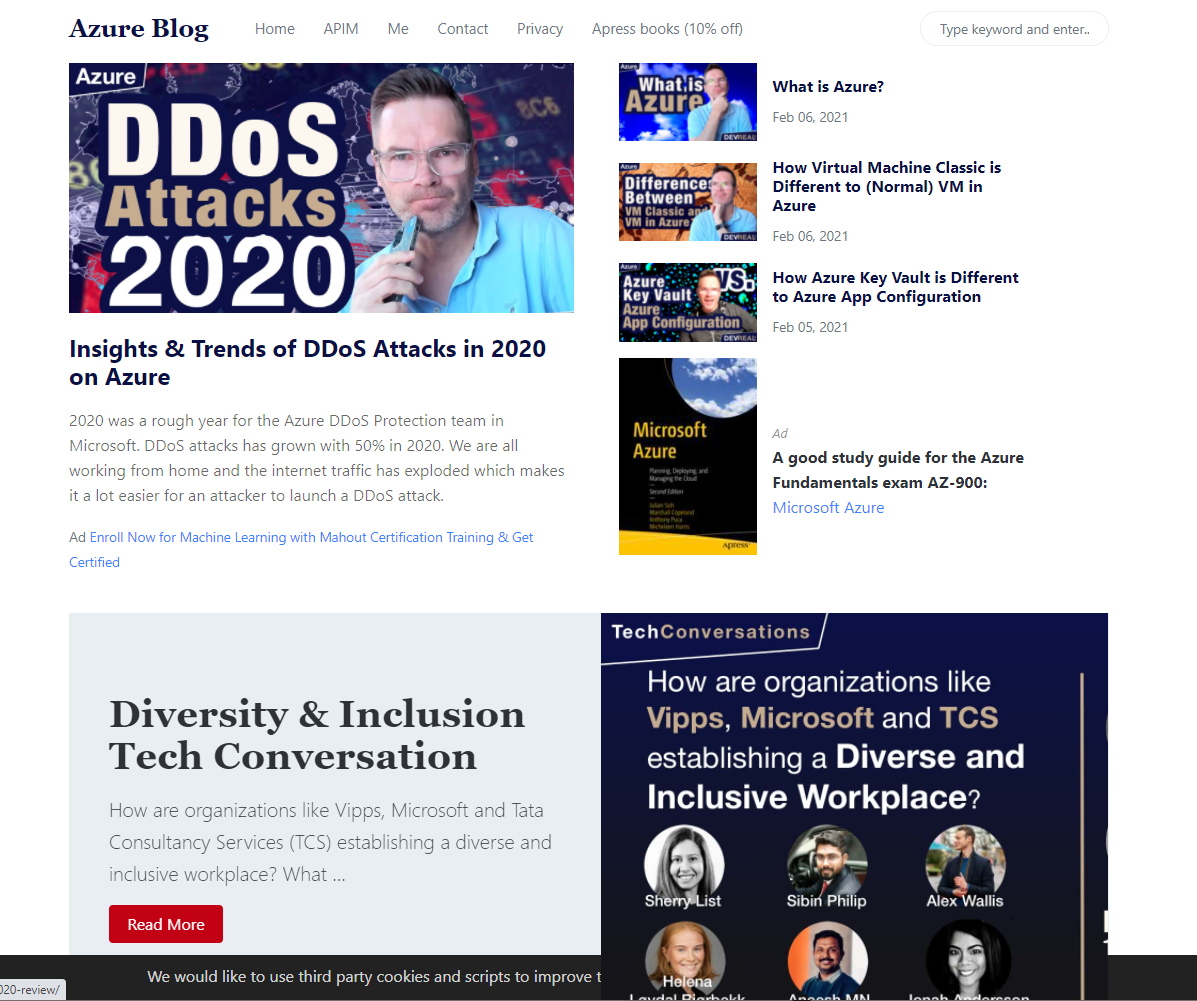 Azure Blog
Home
APIM
Me
Contact
Privacy
Apress books (10% off)
Type keyword and enter..
Azure
DDoS
Attacks
2020
Insights & Trends of DDoS Attacks in 2020
on Azure
2020 was a rough year for the Azure DDoS Protection team in
Microsoft. DDoS attacks has grown with 50% in 2020. We are all
working from home and the internet traffic has exploded which makes
it a lot easier for an attacker to launch a DDoS attack.
Ad Enroll Now for Machine Learning with Mahout Certification Training & Get
Certified
Azure
What is
Azure
DEVREAL
What is Azure?
Feb 06, 2021
Azure
Difference
Between
VM Classic and
VM in Azure
DEVREAL
How Virtual Machine Classic is
Different to (Normal) VM in
Azure
Feb 06, 2021
Azure
Azure
Key Vault
Azure
App Configuration
DEVREAL
How Azure Key Vault is Different
to Azure App Configuration
Feb 05, 2021
Microsoft
Azure
Planning, Deploying, and
Managing the Cloud
Second Edition
Julian Soh
Marshall Copeland
Anthony Puca
Micheleen Harris
Apress
Ad
A good study guide for the Azure
Fundamentals exam AZ-900:
Microsoft Azure
Diversity & Inclusion
Tech Conversation
How are organizations like Vipps, Microsoft and Tata
Consultancy Services (TCS) establishing a diverse and
inclusive workplace? What ...
Read More
TechConversations
How are organizations like
Vipps, Microsoft and TCS
establishing a Diverse and
Inclusive Workplace?
Sherry List
Sibin Philip
Alex Wallis
Helena
We would like to use third party cookies and scripts to improve t
020-review/